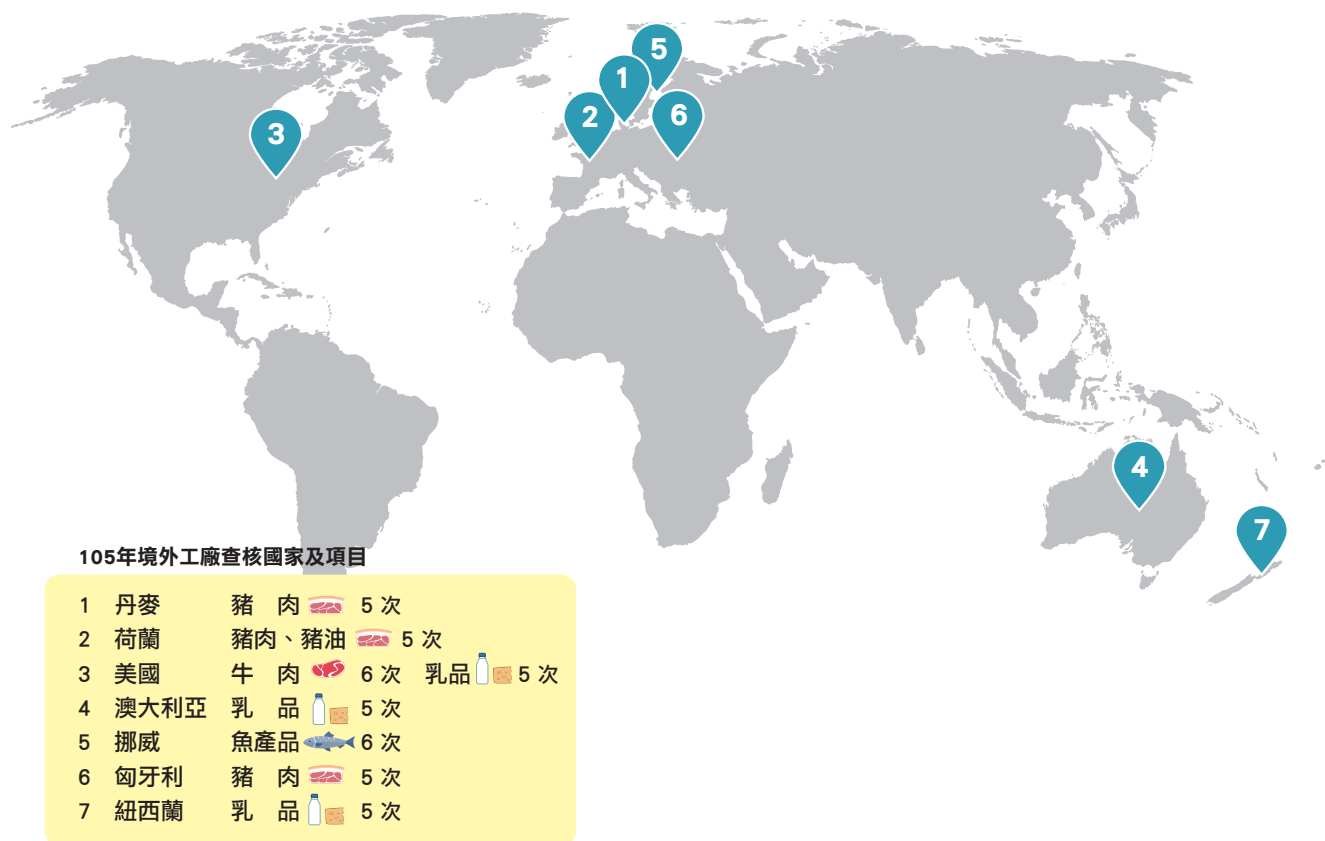 5
1
2
6
3
4
7
105年境外工廠查核國家及項目
1 丹麥 豬 肉 5 次
2 荷蘭 豬肉、豬油 5 次
3 美國 牛 肉 6 次 乳品 5 次
4 澳大利亞 乳 品 5 次
5 挪威 魚產品 6 次
6 匈牙利 豬 肉 5 次
7 紐西蘭 乳 品 5 次